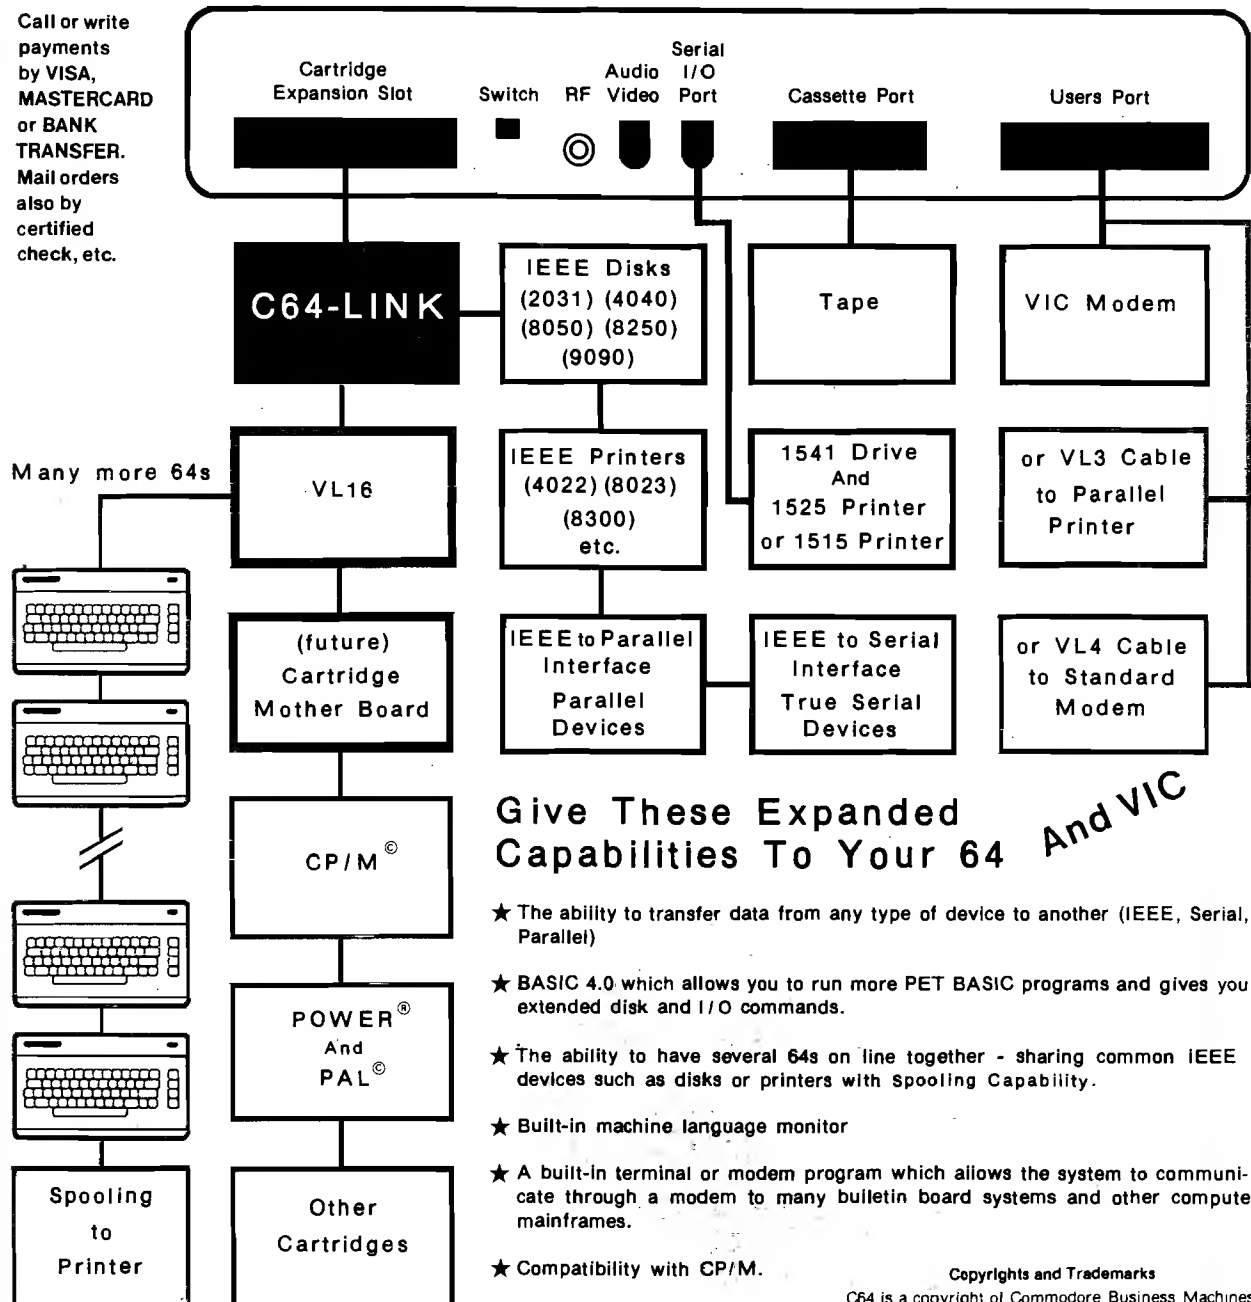 Call or write
payments
by VISA,
MASTERCARD
or BANK
TRANSFER.
Mail orders
also by
certified
check, etc.
Cartridge
Expansion Slot
Switch
RF
Audio
Video
Serial
I/O
Port
Cassette Port
Users Port
C64-LINK
IEEE Disks
(2031) (4040)
(8050) (8250)
(9090)
Tape
VIC Modem
Many more 64s
VL16
IEEE Printers
(4022) (8023)
(8300)
etc.
1541 Drive
And
1525 Printer
or 1515 Printer
or VL3 Cable
to Parallel
Printer
(future)
Cartridge
Mother Board
IEEE to Parallel
Interface
Parallel
Devices
IEEE to Serial
Interface
True Serial
Devices
or VL4 Cable
to Standard
Modem
CP/M©
POWER®
And
PAL©
Spooling
to
Printer
Other
Cartridges
Give These Expanded
Capabilities To Your 64
And VIC
★ The ability to transfer data from any type of device to another (IEEE, Serial,
Parallel)
★ BASIC 4.0 which allows you to run more PET BASIC programs and gives you
extended disk and I/O commands.
★ The ability to have several 64s on line together - sharing common IEEE
devices such as disks or printers with Spooling Capability.
★ Built-in machine language monitor
★ A built-in terminal or modem program which allows the system to communi-
cate through a modem to many bulletin board systems and other compute
mainframes.
★ Compatibility with CP/M.
Copyrights and Trademarks
C64 is a copyright of Commodore Business Machines